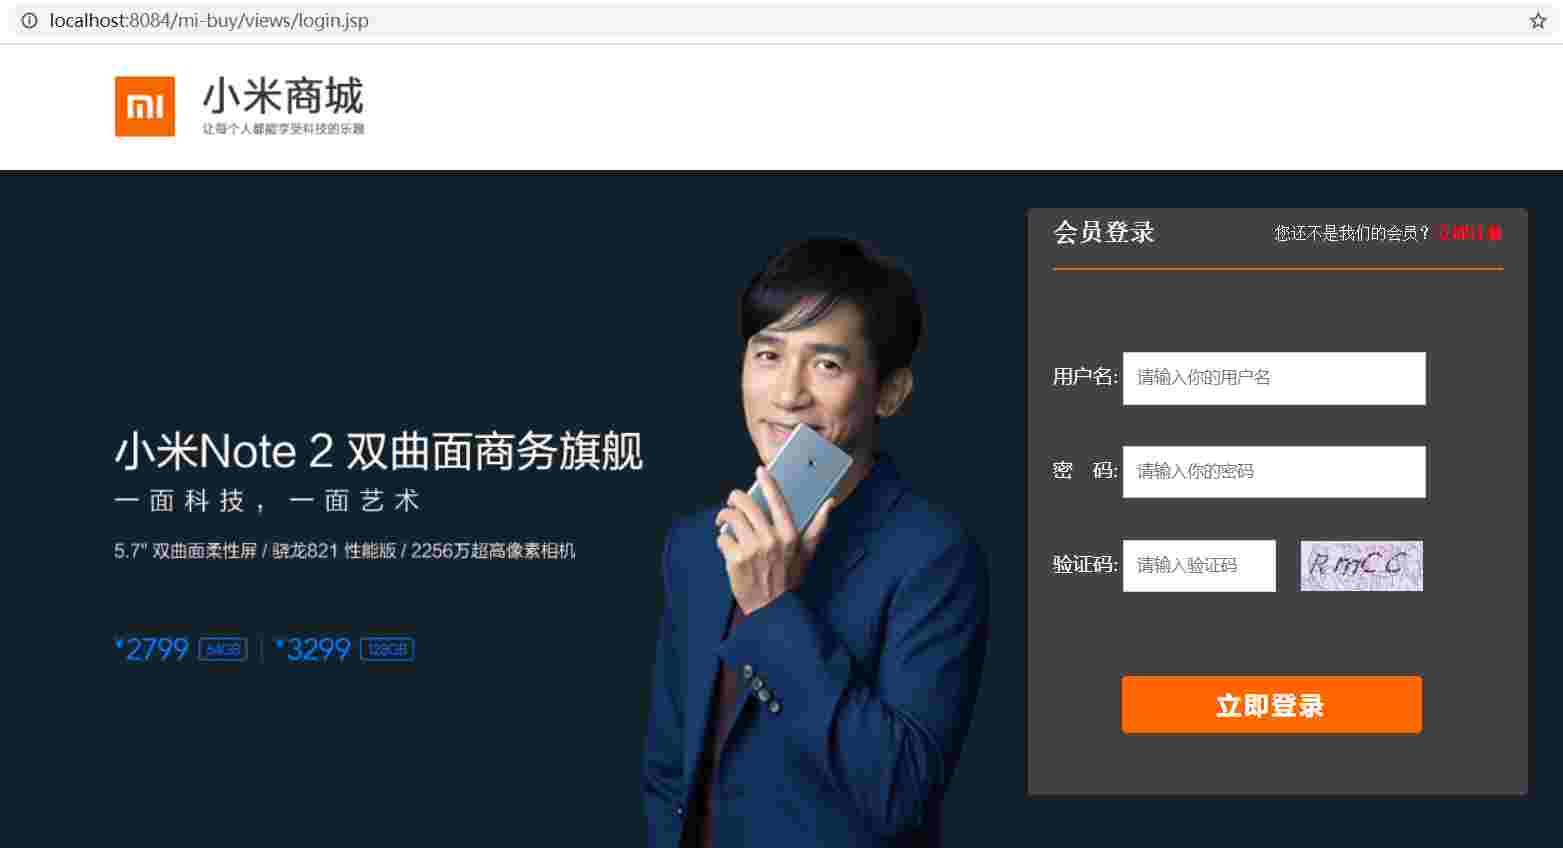 localhost:8084/mi-buy/views/login.jsp
mi
小米商城
让每个人都能享受科技的乐趣
会员登录
您还不是我们的会员？立即注册
用户名:
请输入你的用户名
密 码:
请输入你的密码
验证码:
请输入验证码
RmCC
立即登录
小米Note 2 双曲面商务旗舰
一面科技，一面艺术
5.7" 双曲面柔性屏 / 骁龙821 性能版 / 2256万超高像素相机
¥2799 64GB ¥3299 128GB